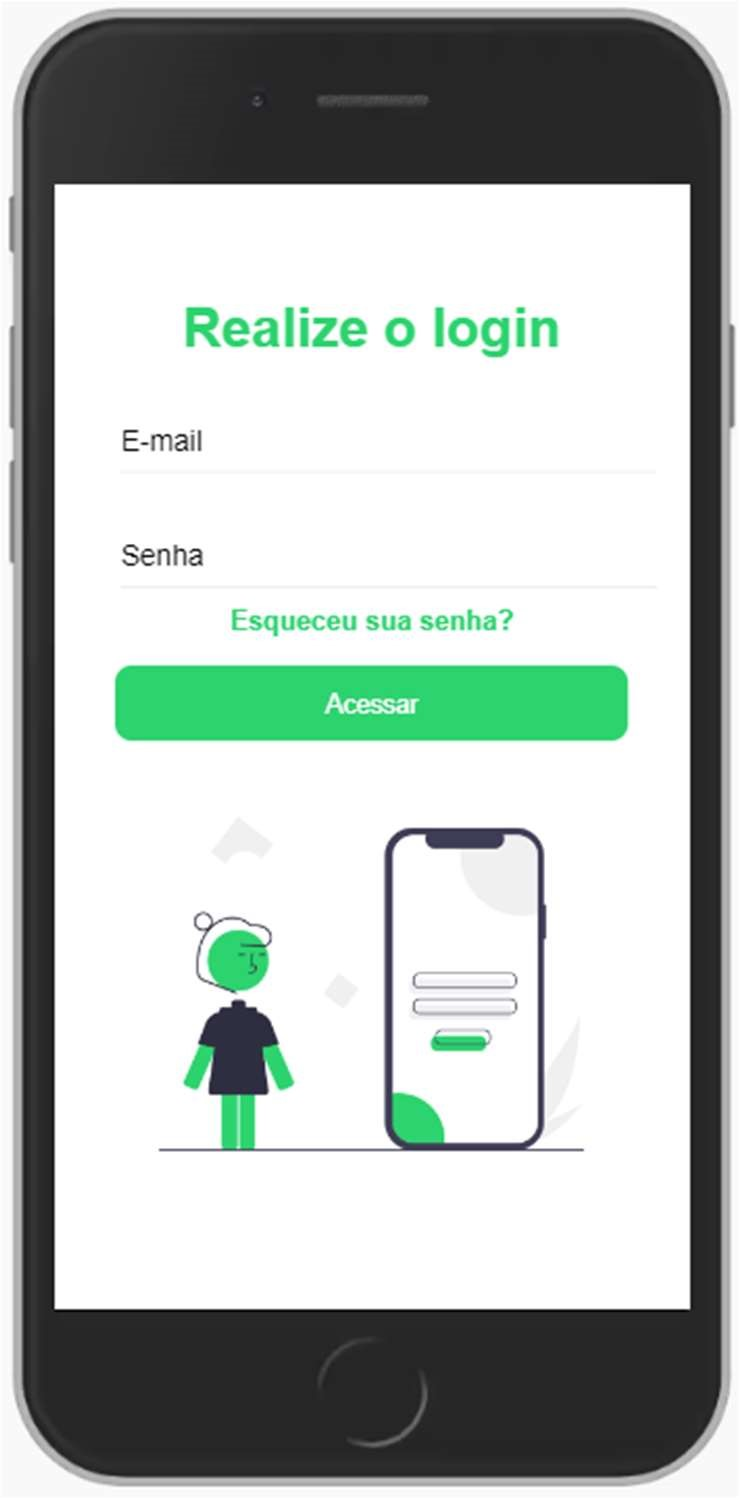 Realize o login
E-mail
Senha
Esqueceu sua senha?
Acessar